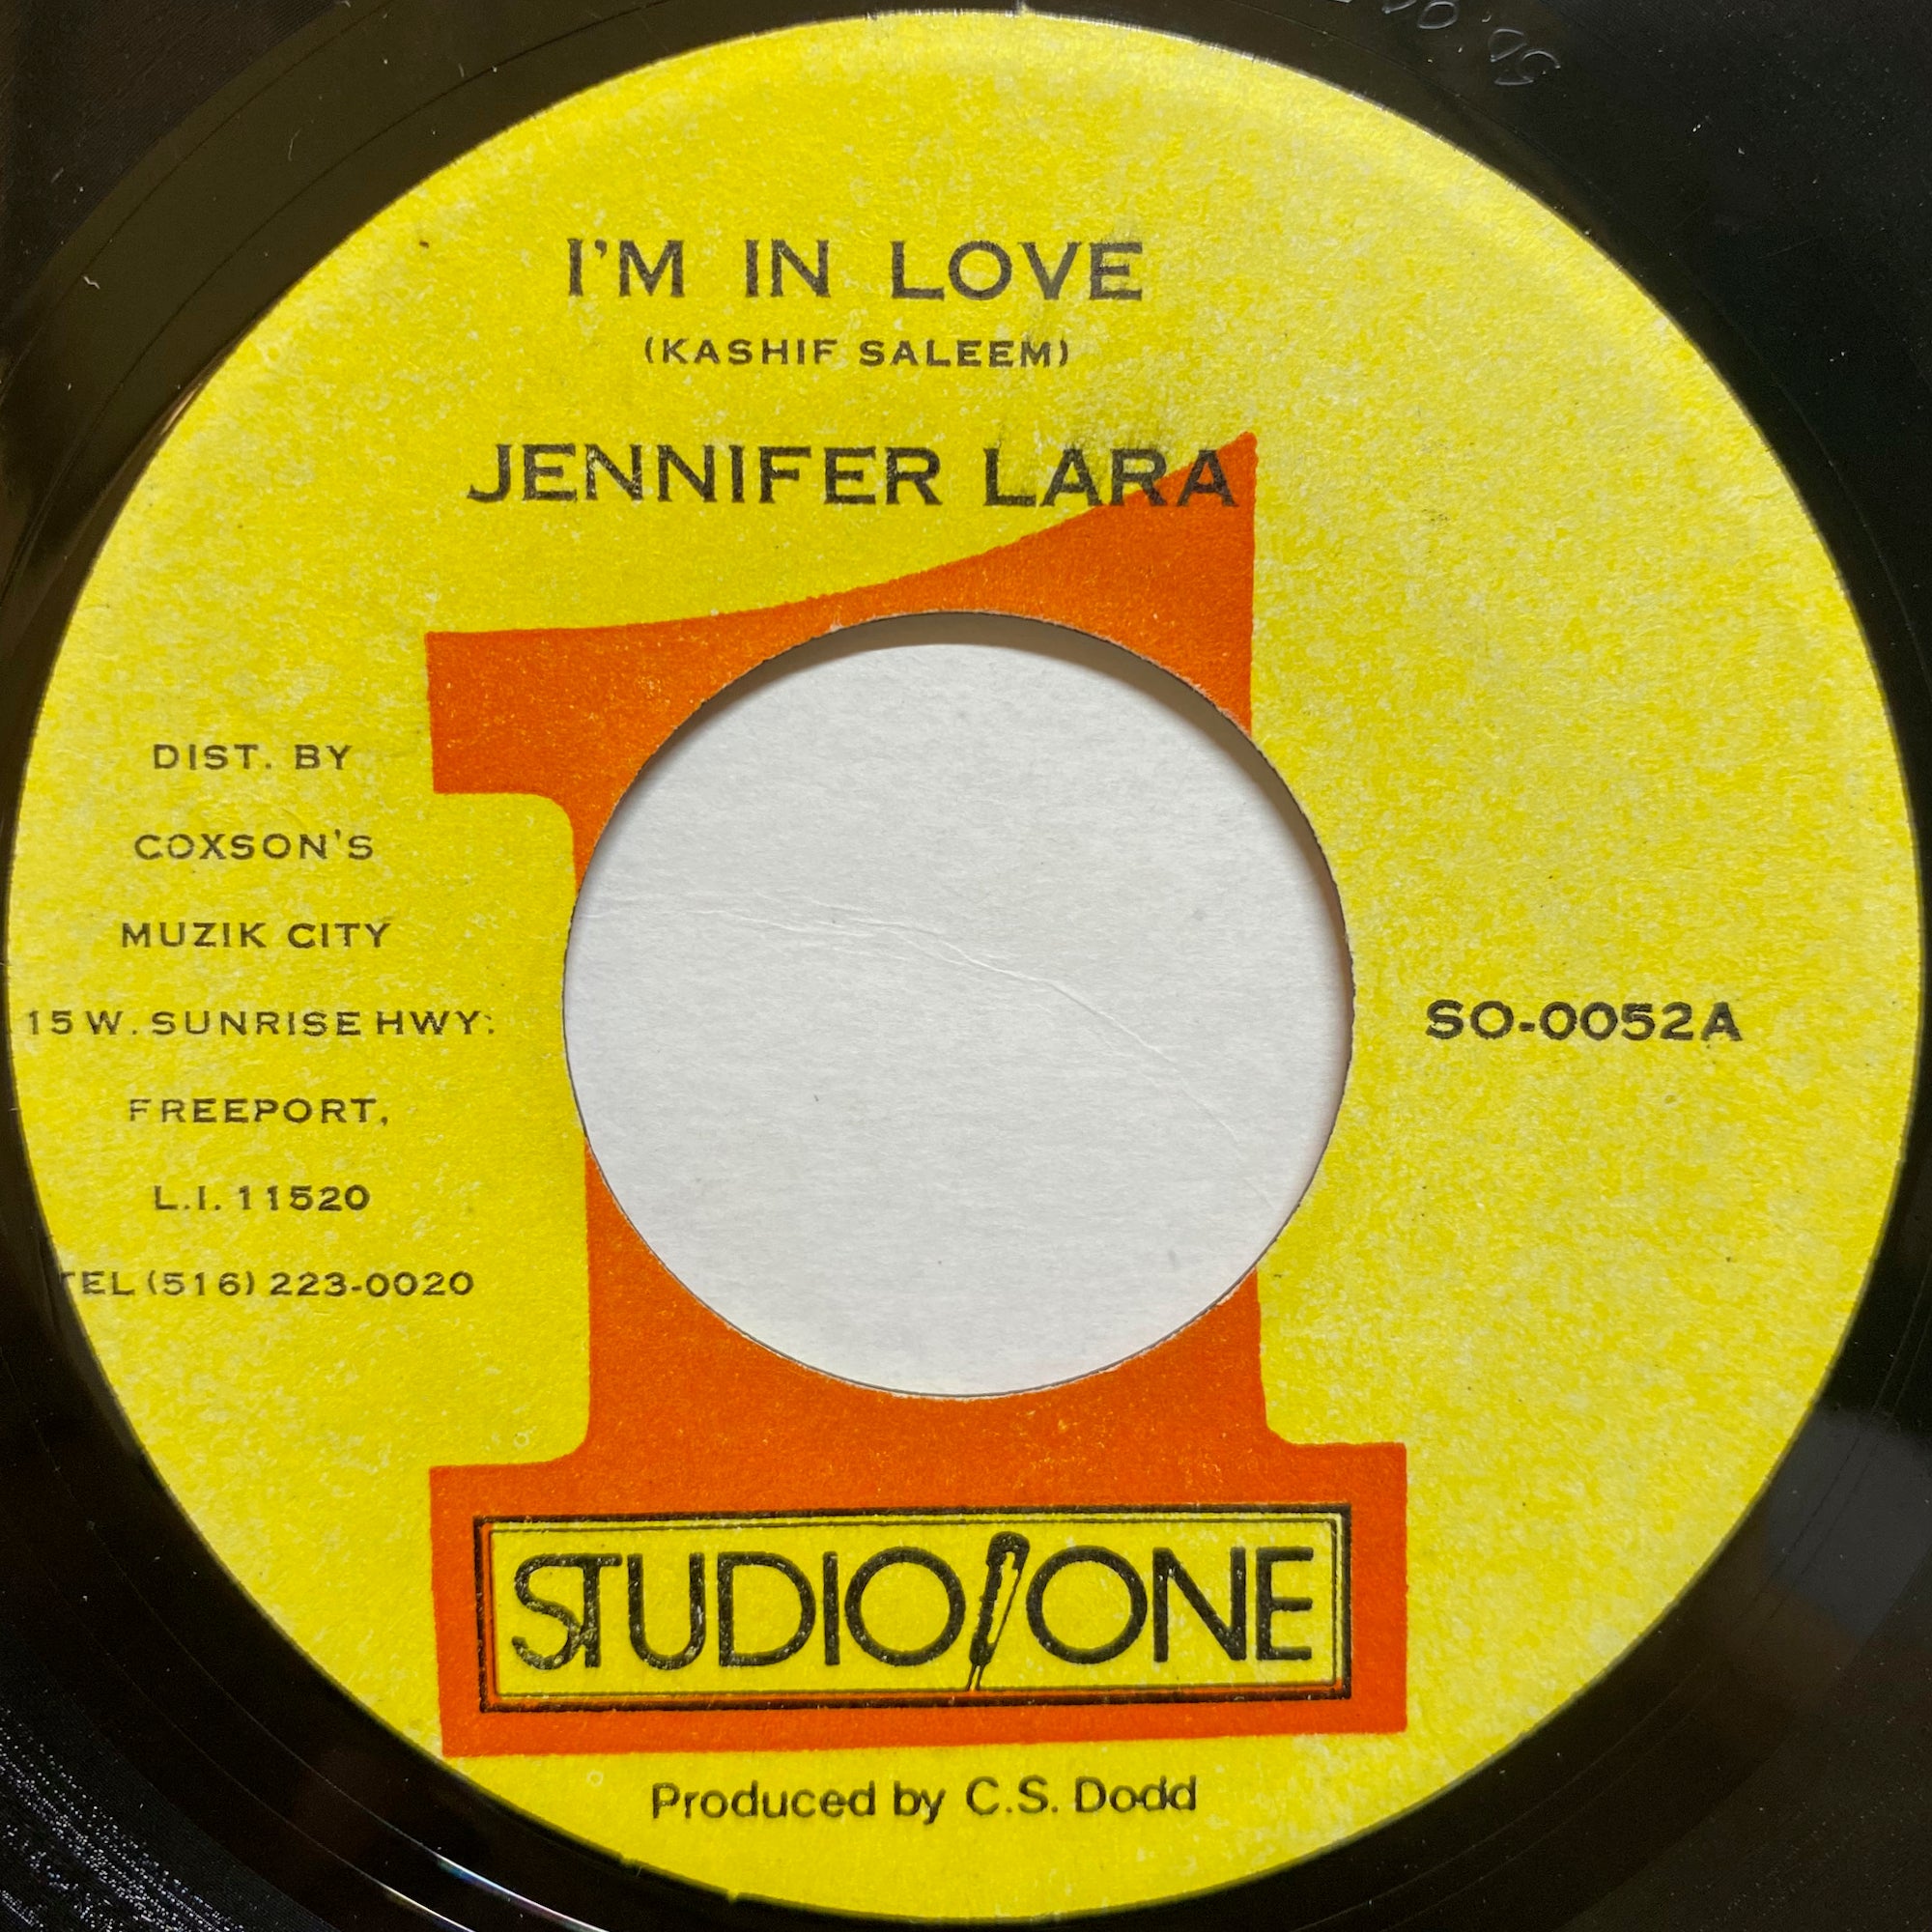 I'M IN LOVE
(KASHIF SALEEM)
JENNIFER LARA
DIST. BY
COXSON'S
MUZIK CITY
15 W. SUNRISE HWY:
FREEPORT,
L.I. 11520
TEL (516) 223-0020
SO-0052A
STUDIO ONE
Produced by C.S. Dodd